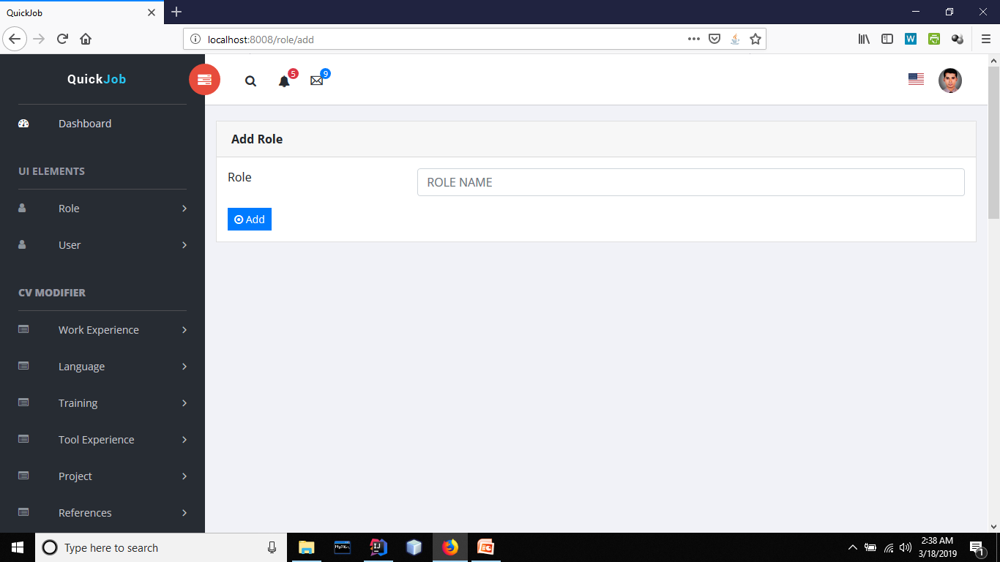 QuickJob
localhost:8008/role/add
QuickJob
5
9
Dashboard
UI ELEMENTS
Role
User
CV MODIFIER
Work Experience
Language
Training
Tool Experience
Project
References
Add Role
Role
ROLE NAME
Add
Type here to search
MySQL
IJ
W
2:38 AM
3/18/2019
1